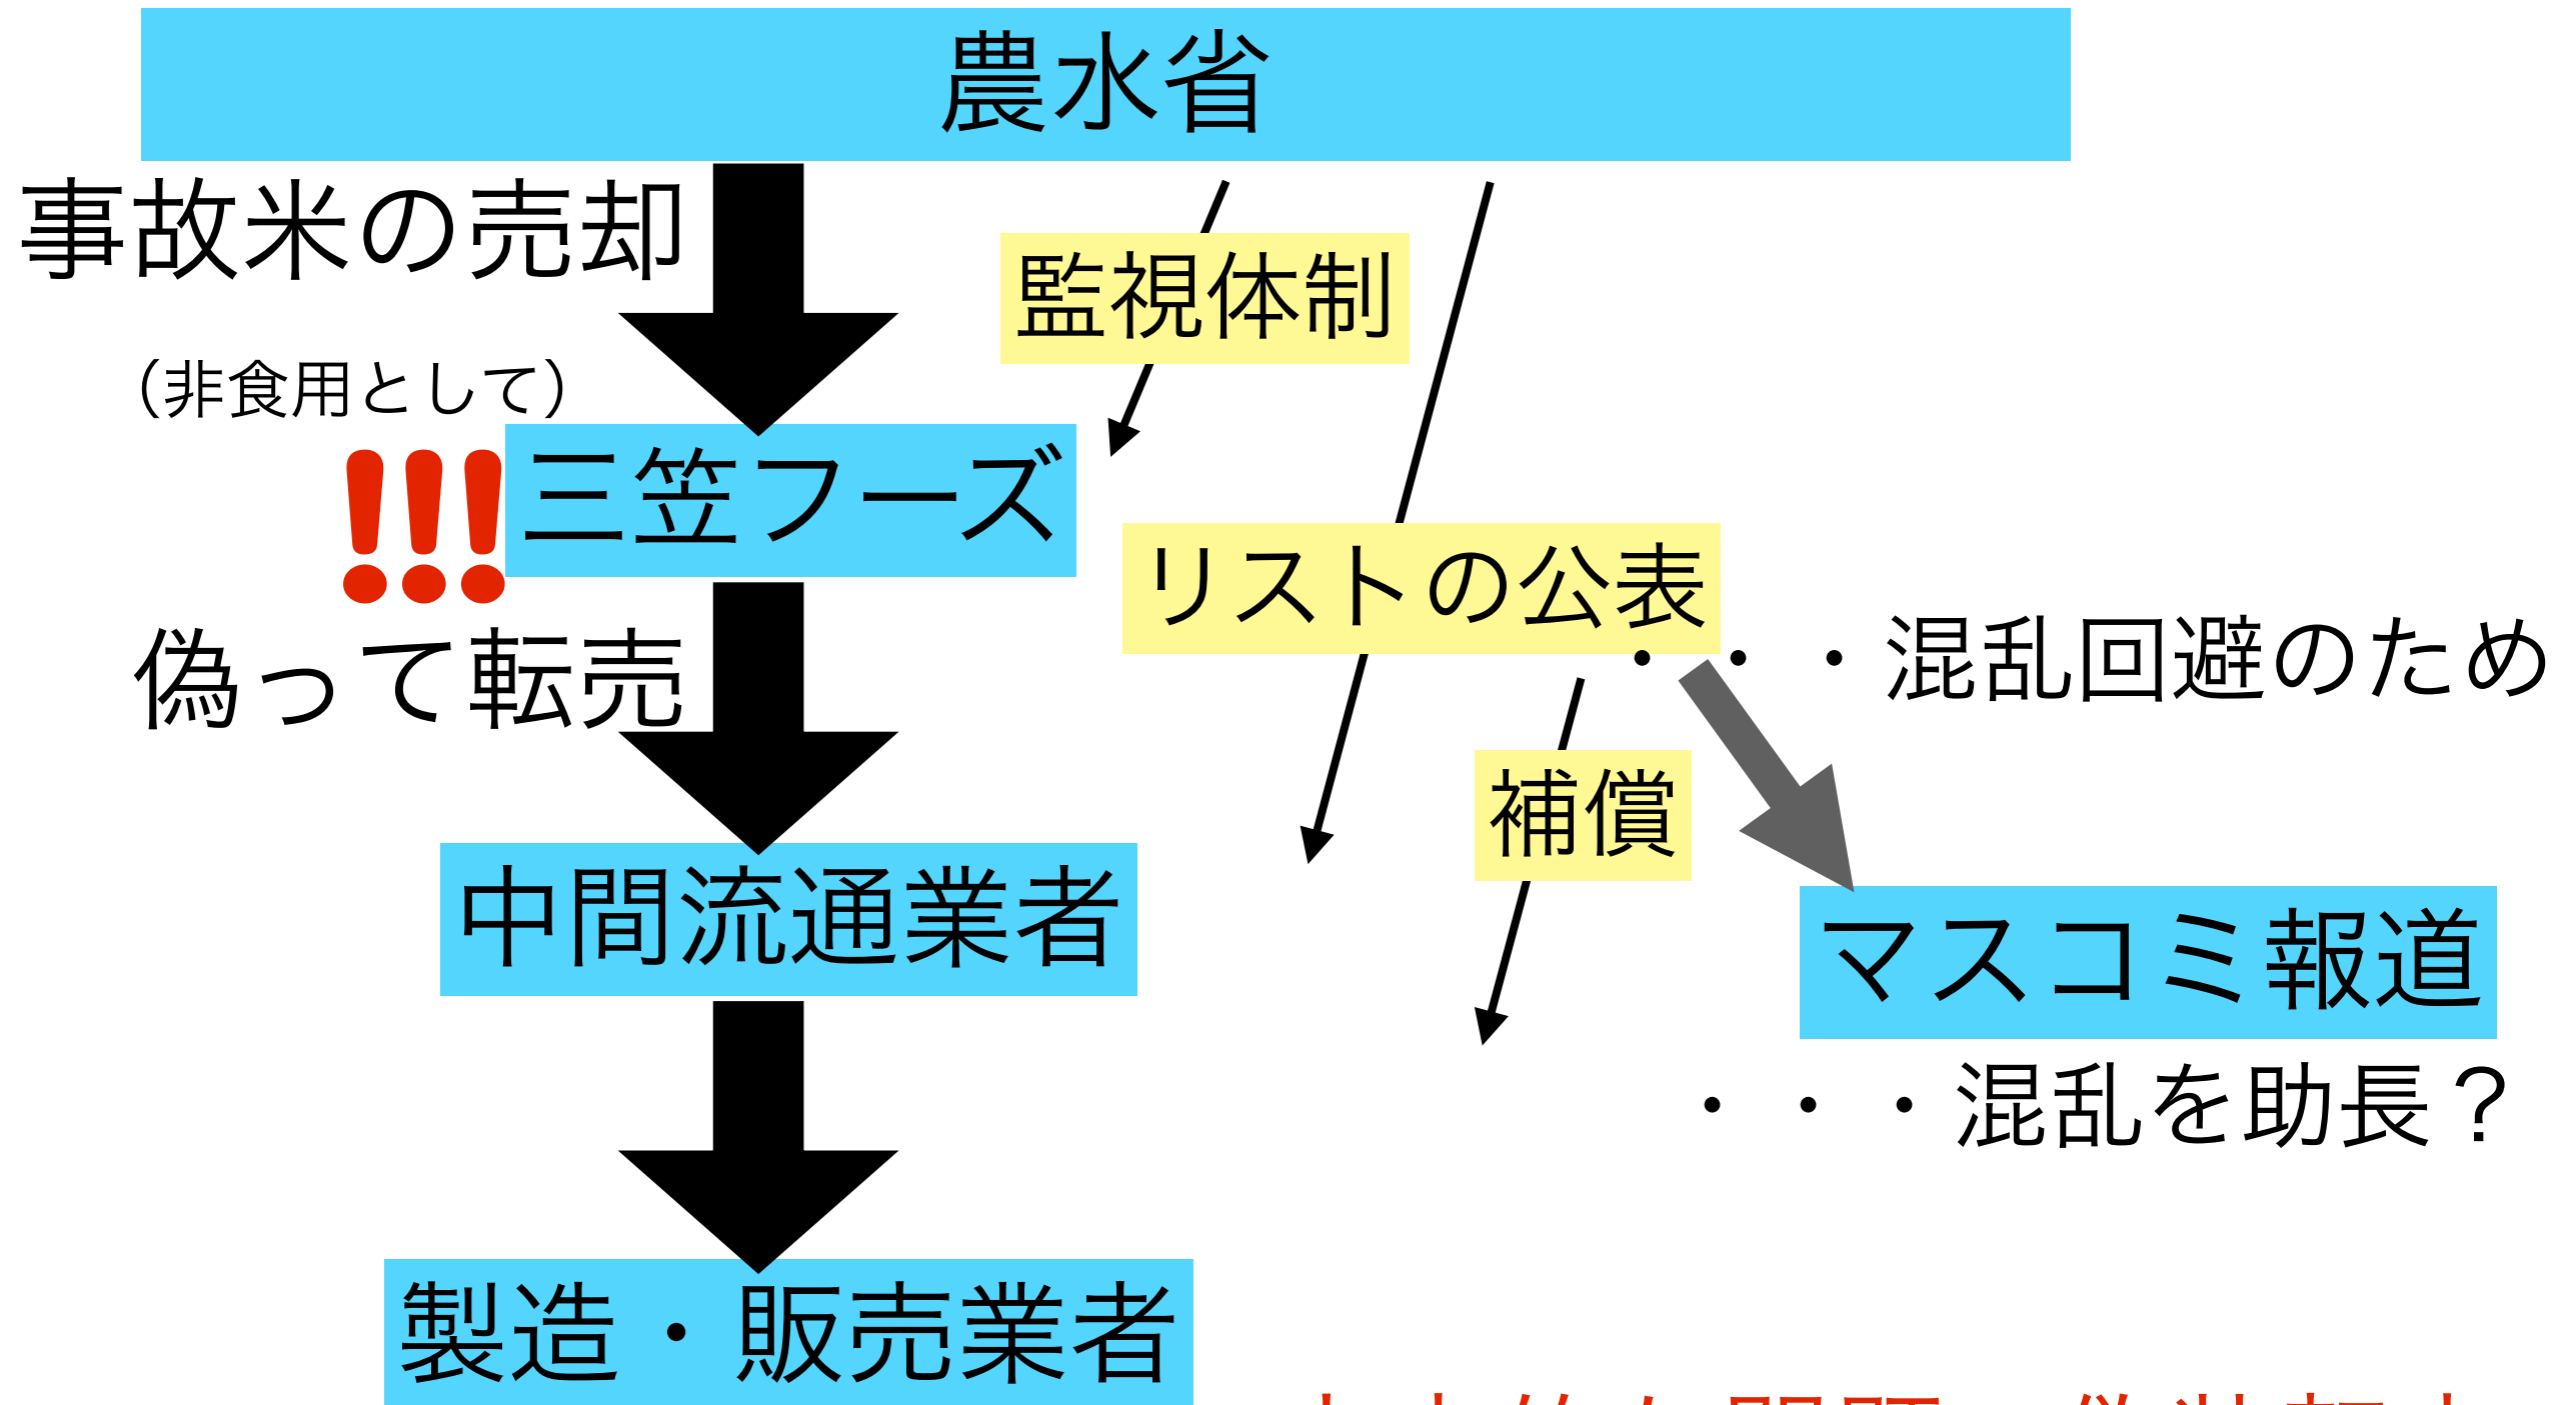 農水省
事故米の売却
監視体制
（非食用として）
!!!
三笠フーズ
リストの公表
・・・混乱回避のため
偽って転売
補償
中間流通業者
マスコミ報道
・・・混乱を助長？
製造・販売業者